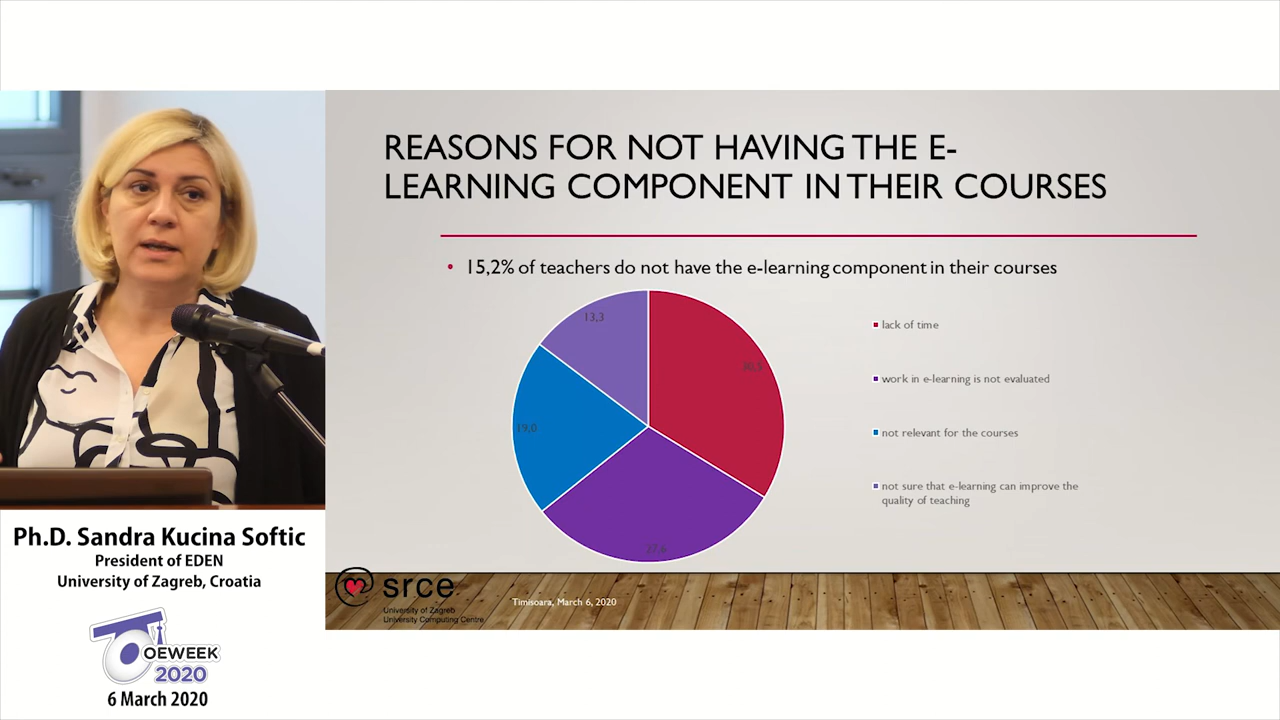 REASONS FOR NOT HAVING THE E-
LEARNING COMPONENT IN THEIR COURSES
• 15,2% of teachers do not have the e-learning component in their courses
13,3
30,5
19,0
27,6
lack of time
work in e-learning is not evaluated
not relevant for the courses
not sure that e-learning can improve the
quality of teaching
srce
University of Zagreb
University Computing Centre
Timisoara, March 6, 2020
Ph.D. Sandra Kucina Softic
President of EDEN
University of Zagreb, Croatia
OEWEEK
2020
6 March 2020